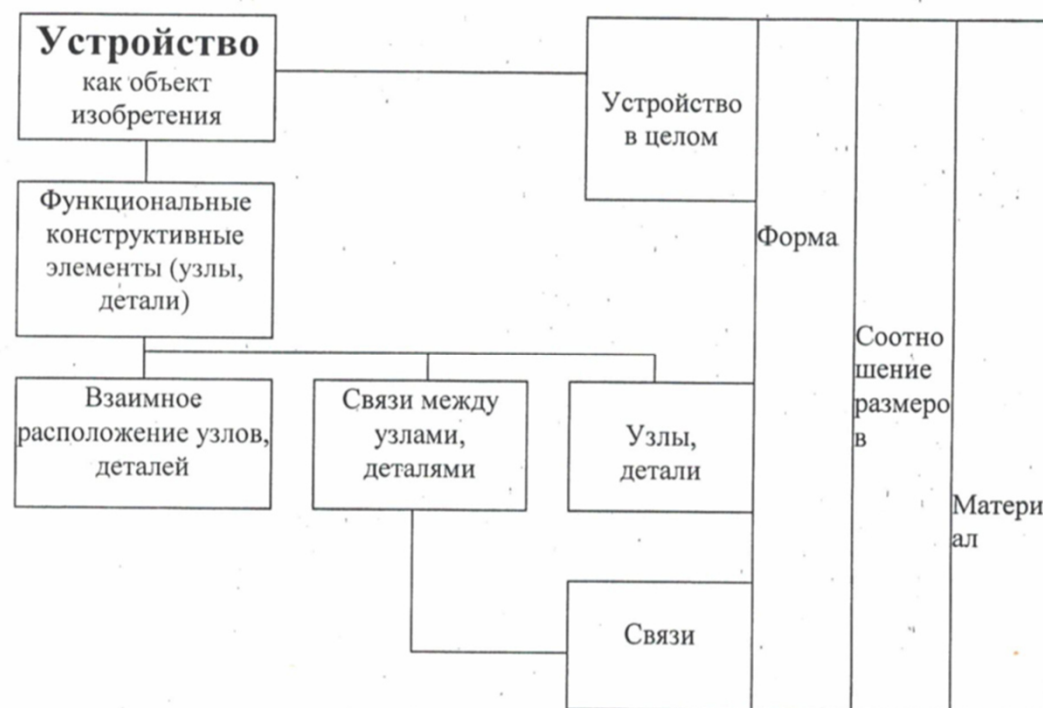 Устройство
как объект
изобретения
Устройство
в целом
Функциональные
конструктивные
элементы (узлы,
детали)
Форма
Соотно
шение
размеро
в
Матери
ал
Взаимное
расположение узлов,
деталей
Связи между
узлами,
деталями
Узлы,
детали
Связи